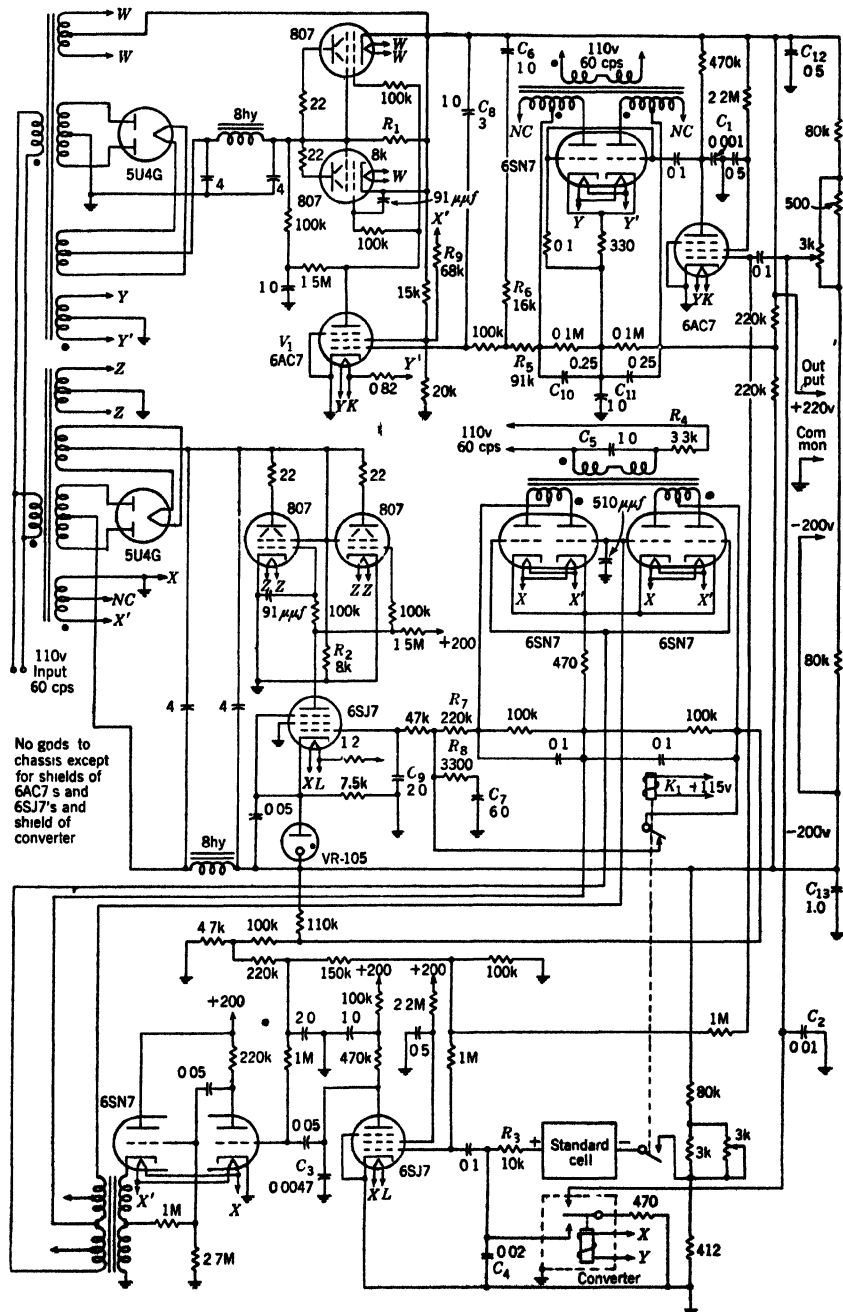 W
W
807
W
W
100k
22
8hy
R₁
5U4G
4
4
22
8k
W
91 μμf
807
100k
100k
X'
R₉
68k
10
1 5M
15k
Y
Y'
V₁
6AC7
YK
0 82
Y'
20k
C₆
1 0
110v
60 cps
1 0
C₈
3
NC
NC
6SN7
Y
Y'
0 1
330
470k
2 2M
C₁
0 001
0 1
0 5
C₁₂
0 5
80k
500
3k
0 1
YK
6AC7
R₆
16k
220k
100k
0 1M
0 1M
R₅
91k
0.25
0 25
C₁₀
C₁₁
1 0
220k
Out
put
+220v
Com
mon
-200v
Z
Z
110v
60 cps
C₅
1 0
R₄
3 3k
22
22
807
807
5U4G
Z Z
Z Z
510 μμf
X
X'
X
X'
6SN7
6SN7
X
NC
X'
91 μμf
100k
100k
1 5M
+200
R₂
8k
470
80k
110v
Input
60 cps
4
4
6SJ7
47k
R₇
220k
100k
100k
No gnds to
chassis except
for shields of
6AC7 s and
6SJ7's and
shield of
converter
XL
1 2
R₈
3300
0 1
0 1
7.5k
C₉
2 0
C₇
6 0
K₁
+115v
0 05
8hy
VR-105
-200v
C₁₃
1.0
110k
4 7k
100k
220k
150k
100k
+200
+200
+200
100k
2 2M
1M
C₂
0 01
2 0
1 0
220k
1M
470k
0 5
1M
0 05
80k
6SN7
0 05
C₃
0 0047
6SJ7
XL
0 1
R₃
10k
+
Standard
cell
-
3k
3k
X'
X
1M
2 7M
470
X
Y
0 02
C₄
Converter
412